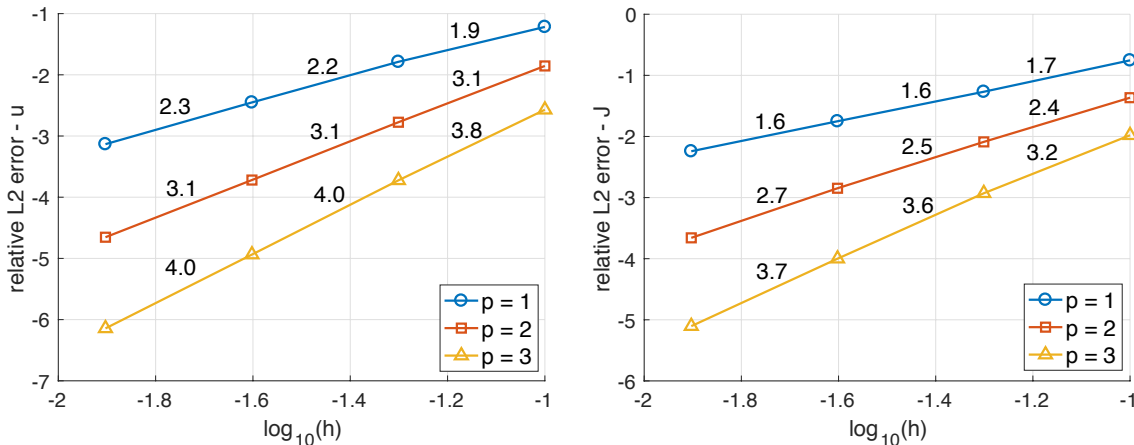 -1
-2
-3
-4
-5
-6
-7
relative L2 error - u
1.9
2.2
2.3
3.1
3.1
3.1
3.8
4.0
4.0
p = 1
p = 2
p = 3
-2 -1.8 -1.6 -1.4 -1.2 -1
log10(h)
0
-1
-2
-3
-4
-5
-6
relative L2 error - J
1.7
1.6
1.6
2.4
2.5
2.7
3.2
3.6
3.7
p = 1
p = 2
p = 3
-2 -1.8 -1.6 -1.4 -1.2 -1
log10(h)